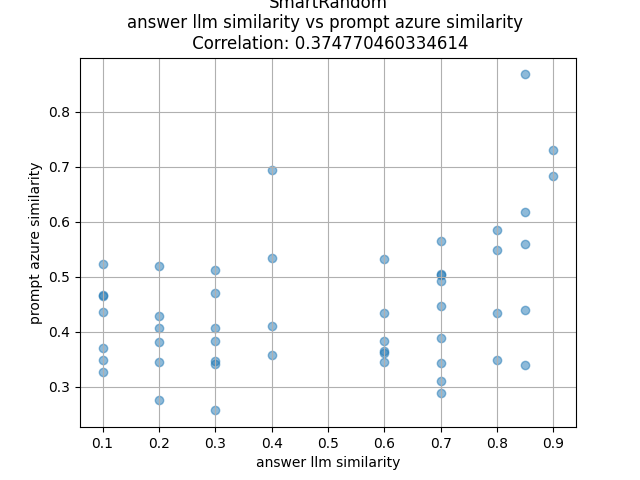 SmartRandom
answer llm similarity vs prompt azure similarity
Correlation: 0.374770460334614
0.8
0.7
0.6
0.5
0.4
0.3
prompt azure similarity
0.1 0.2 0.3 0.4 0.5 0.6 0.7 0.8 0.9
answer llm similarity